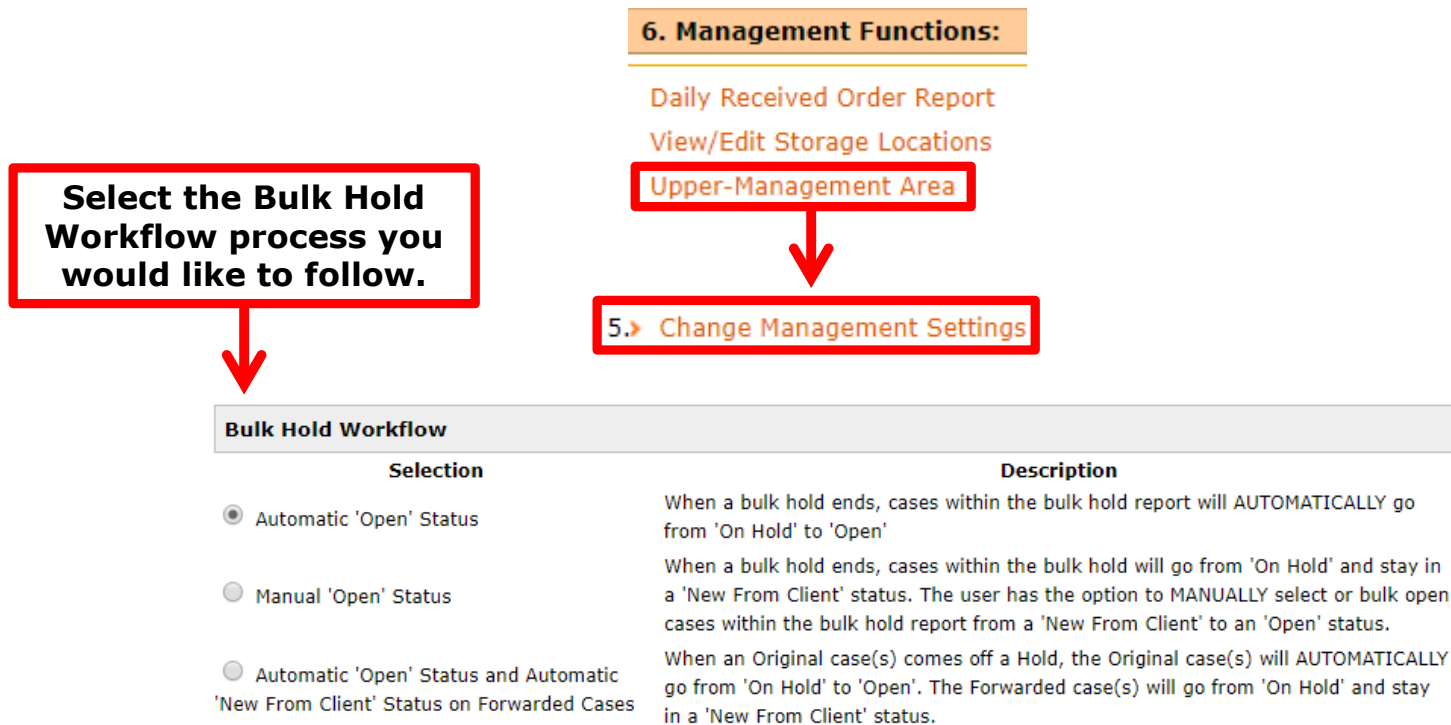 6. Management Functions:
Daily Received Order Report
View/Edit Storage Locations
Upper-Management Area
Select the Bulk Hold
Workflow process you
would like to follow.
5. Change Management Settings
Bulk Hold Workflow
Selection Description
Automatic 'Open' Status
When a bulk hold ends, cases within the bulk hold report will AUTOMATICALLY go
from 'On Hold' to 'Open'
Manual 'Open' Status
When a bulk hold ends, cases within the bulk hold will go from 'On Hold' and stay in
a 'New From Client' status. The user has the option to MANUALLY select or bulk open
cases within the bulk hold report from a 'New From Client' to an 'Open' status.
Automatic 'Open' Status and Automatic
'New From Client' Status on Forwarded Cases
When an Original case(s) comes off a Hold, the Original case(s) will AUTOMATICALLY
go from 'On Hold' to 'Open'. The Forwarded case(s) will go from 'On Hold' and stay
in a 'New From Client' status.